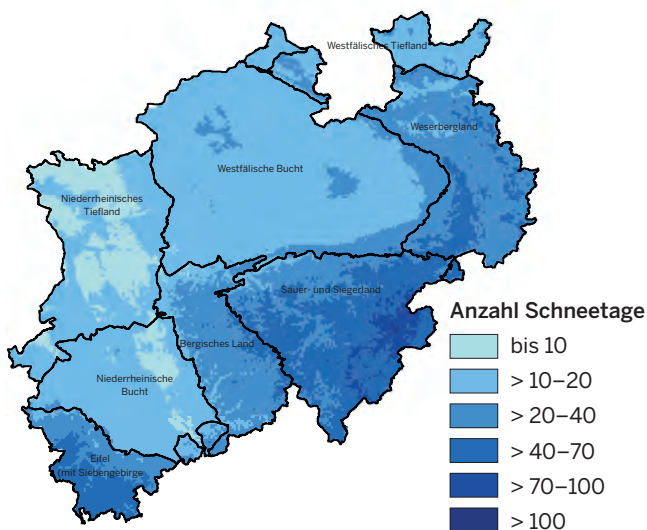 Westfälisches Tiefland
Weserbergland
Westfälische Bucht
Niederrheinisches
Tiefland
Sauer- und Siegerland
Bergisches Land
Niederrheinische
Bucht
Eifel
(mit Siebengebirge
Anzahl Schneetage
bis 10
> 10–20
> 20–40
> 40–70
> 70–100
> 100